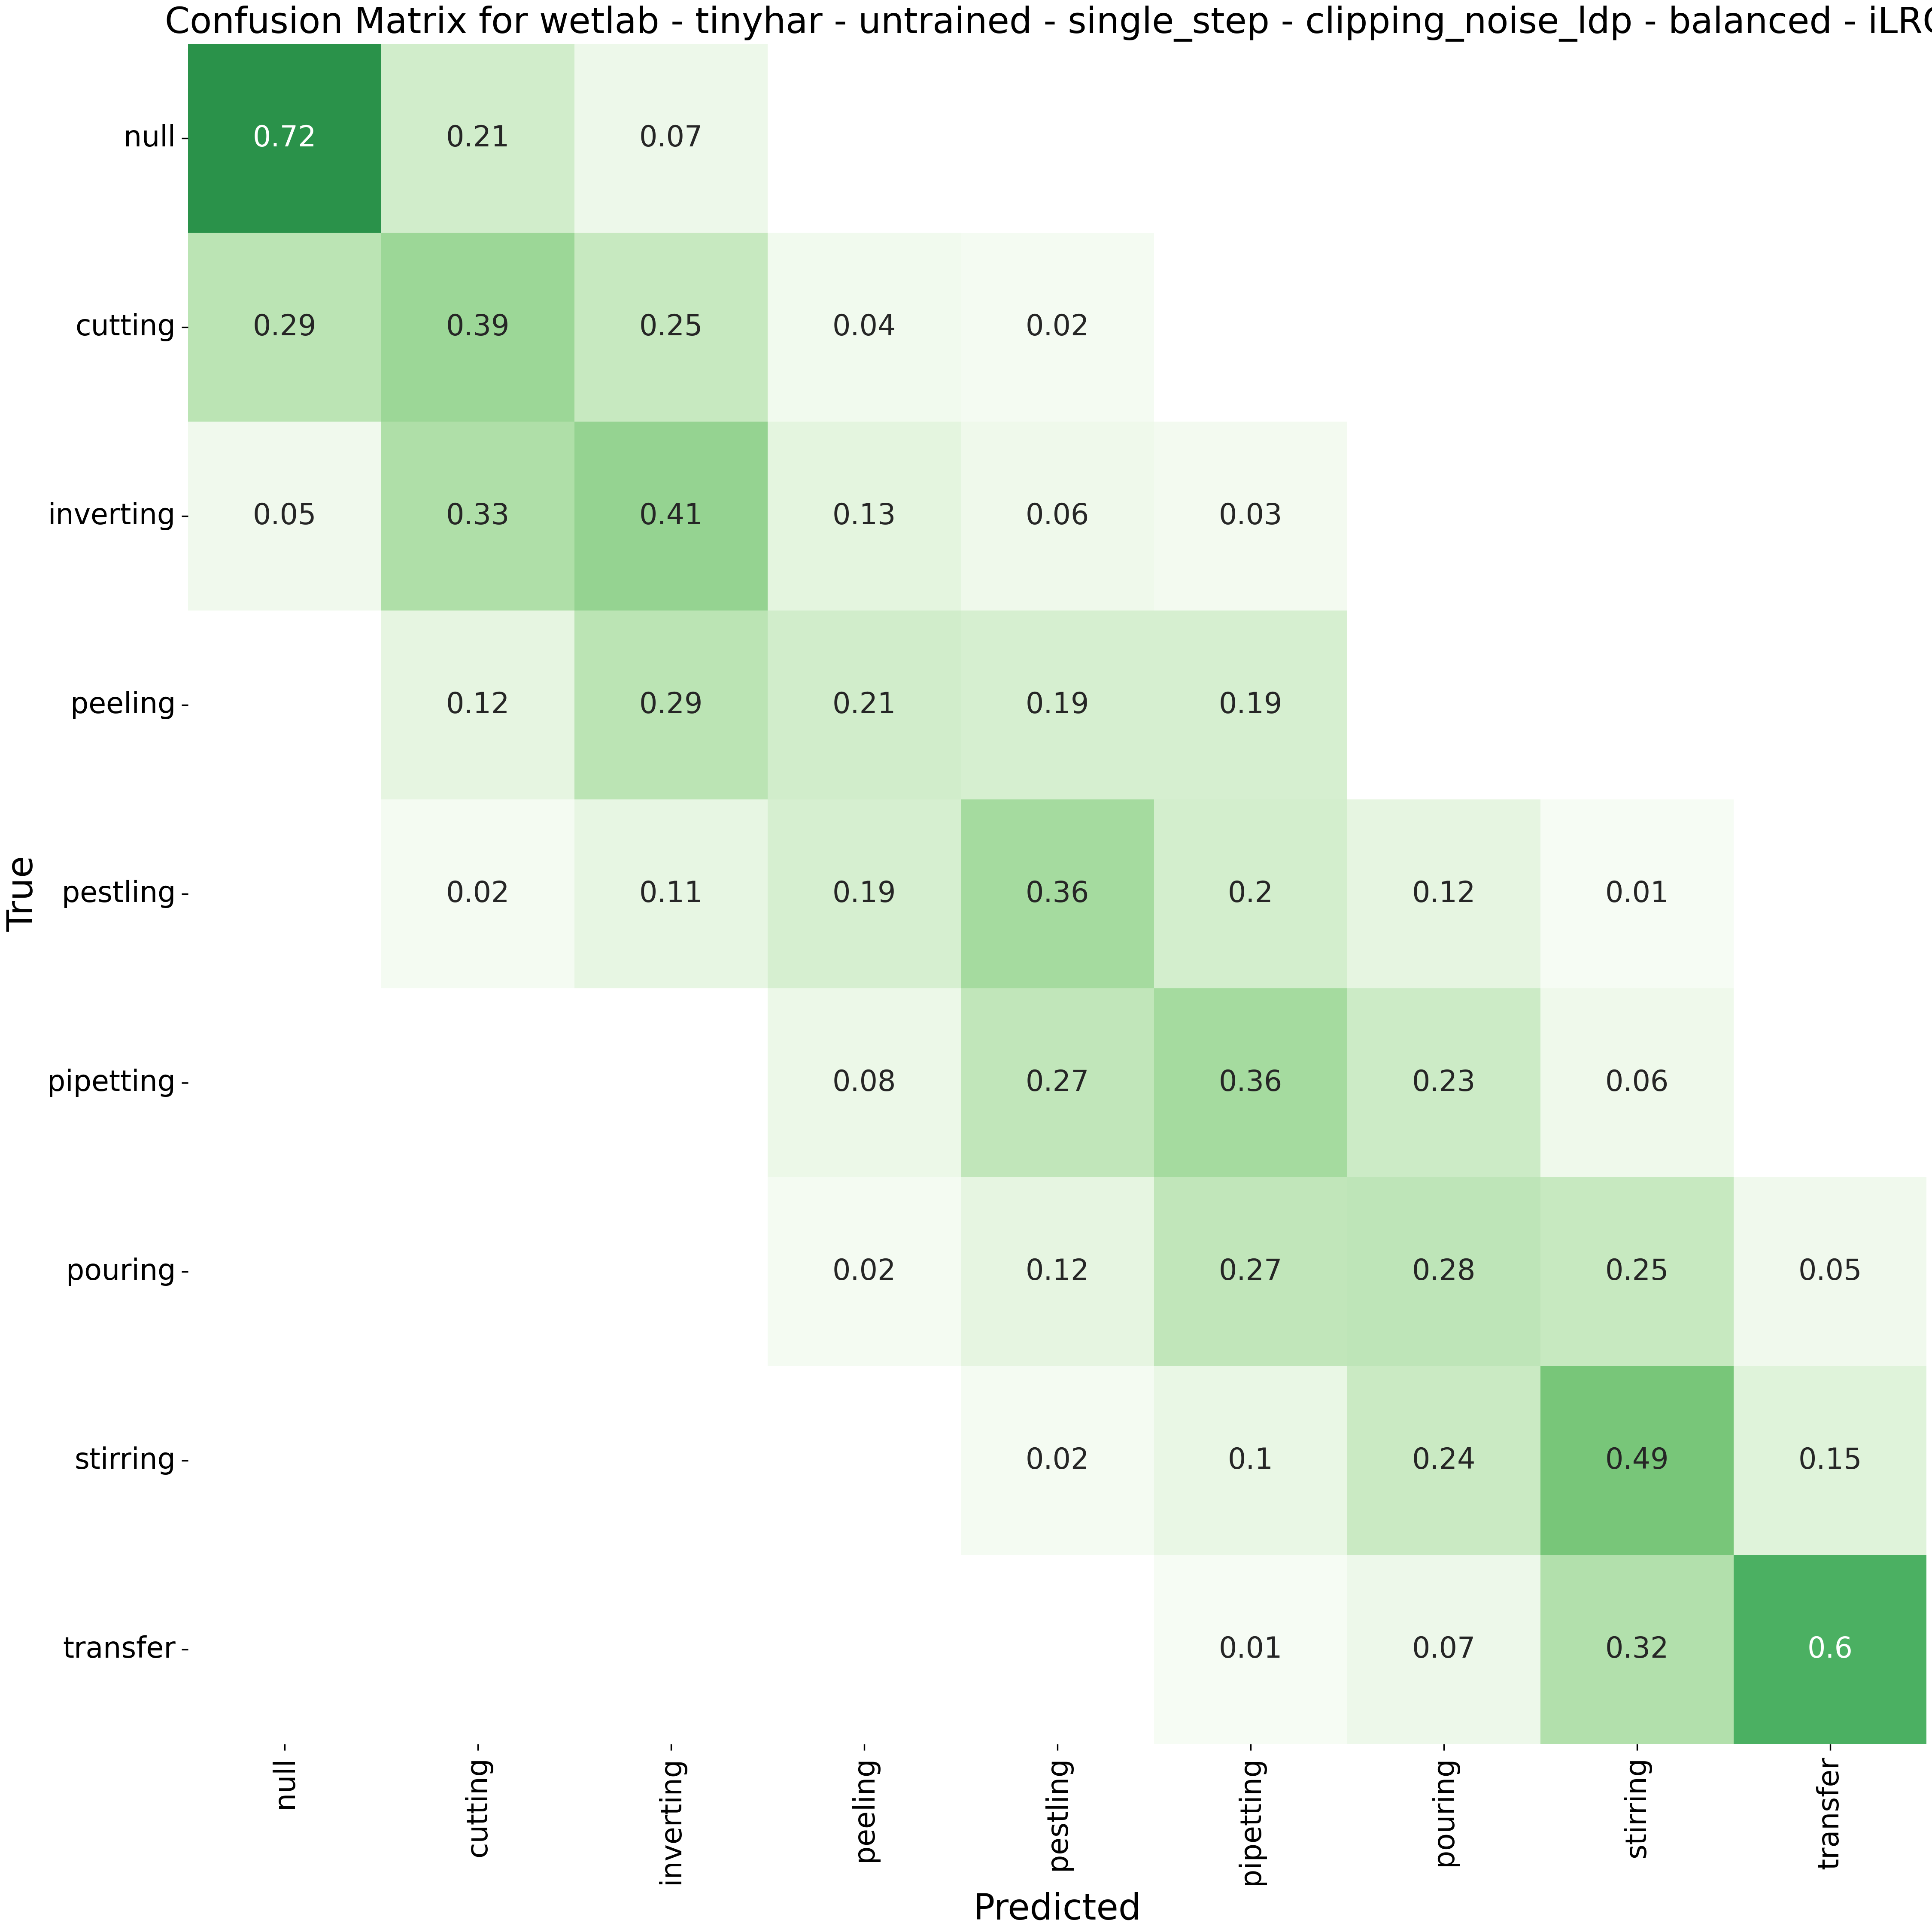 Confusion Matrix for wetlab - tinyhar - untrained - single_step - clipping_noise_ldp - balanced - iLRG
null 0.72 0.21 0.07
cutting 0.29 0.39 0.25 0.04 0.02
inverting 0.05 0.33 0.41 0.13 0.06 0.03
peeling 0.12 0.29 0.21 0.19 0.19
pestling 0.02 0.11 0.19 0.36 0.2 0.12 0.01
pipetting 0.08 0.27 0.36 0.23 0.06
pouring 0.02 0.12 0.27 0.28 0.25 0.05
stirring 0.02 0.1 0.24 0.49 0.15
transfer 0.01 0.07 0.32 0.6
True
null cutting inverting peeling pestling pipetting pouring stirring transfer
Predicted